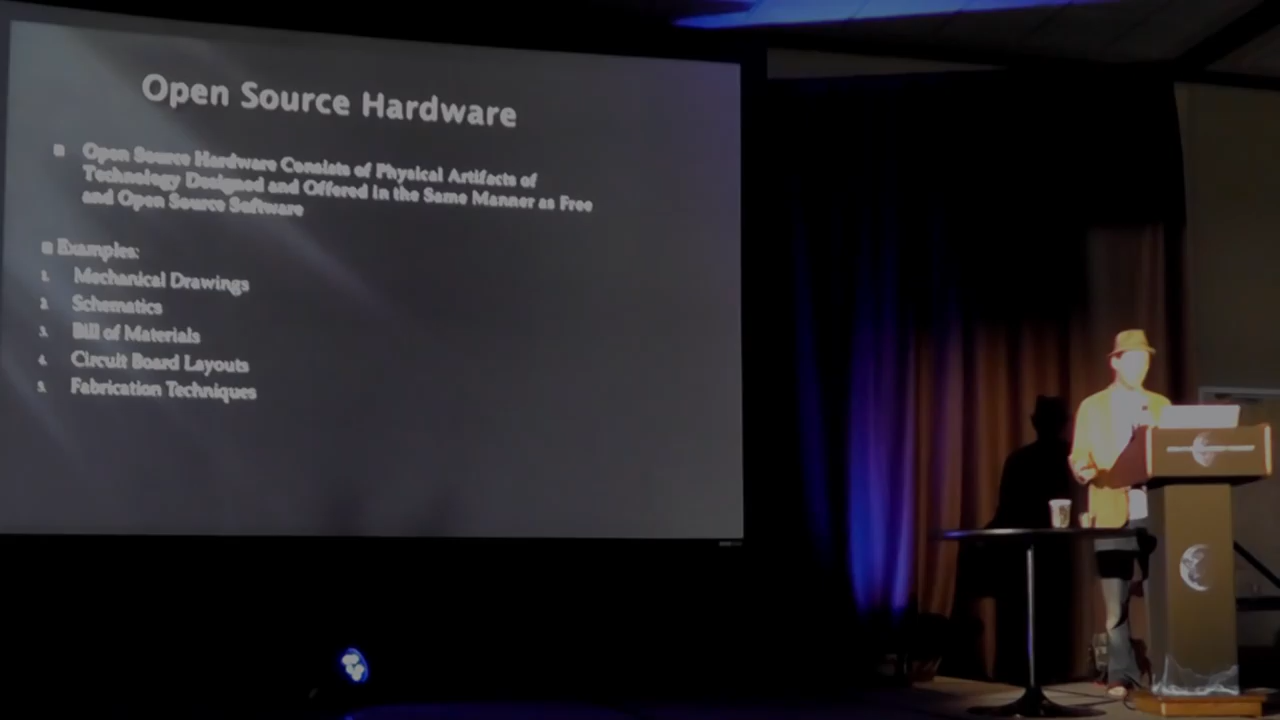 Open Source Hardware
Open Source Hardware Consists of Physical Artifacts of
Technology Designed and Offered in the Same Manner as Free
and Open Source Software
Examples:
1. Mechanical Drawings
2. Schematics
3. Bill of Materials
4. Circuit Board Layouts
5. Fabrication Techniques